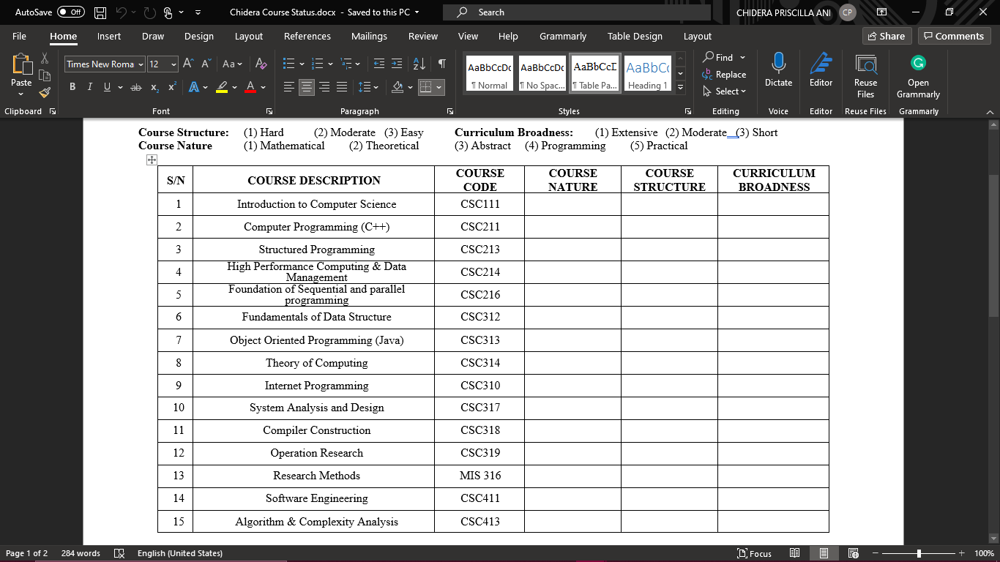 AutoSave Off Chidera Course Status.docx - Saved to this PC Search CHIDERA PRISCILLA ANI CP
File Home Insert Draw Design Layout References Mailings Review View Help Grammarly Table Design Layout Share Comments
Paste Times New Roma 12 A A Aa A Find
B I U ab x₂ x² A A Replace
AaBbCcDc AaBbCcDc AaBbCcD AaBbCc
¶ Normal ¶ No Spac... ¶ Table Pa... Heading 1 Select
Dictate Editor Reuse Files Open Grammarly
Clipboard Font Paragraph Styles Editing Voice Editor Reuse Files Grammarly
Course Structure: (1) Hard (2) Moderate (3) Easy Curriculum Broadness: (1) Extensive (2) Moderate (3) Short
Course Nature (1) Mathematical (2) Theoretical (3) Abstract (4) Programming (5) Practical
S/N COURSE DESCRIPTION COURSE CODE COURSE NATURE COURSE STRUCTURE CURRICULUM BROADNESS
1 Introduction to Computer Science CSC111
2 Computer Programming (C++) CSC211
3 Structured Programming CSC213
4 High Performance Computing & Data Management CSC214
5 Foundation of Sequential and parallel programming CSC216
6 Fundamentals of Data Structure CSC312
7 Object Oriented Programming (Java) CSC313
8 Theory of Computing CSC314
9 Internet Programming CSC310
10 System Analysis and Design CSC317
11 Compiler Construction CSC318
12 Operation Research CSC319
13 Research Methods MIS 316
14 Software Engineering CSC411
15 Algorithm & Complexity Analysis CSC413
Page 1 of 2 284 words English (United States) Focus 100%